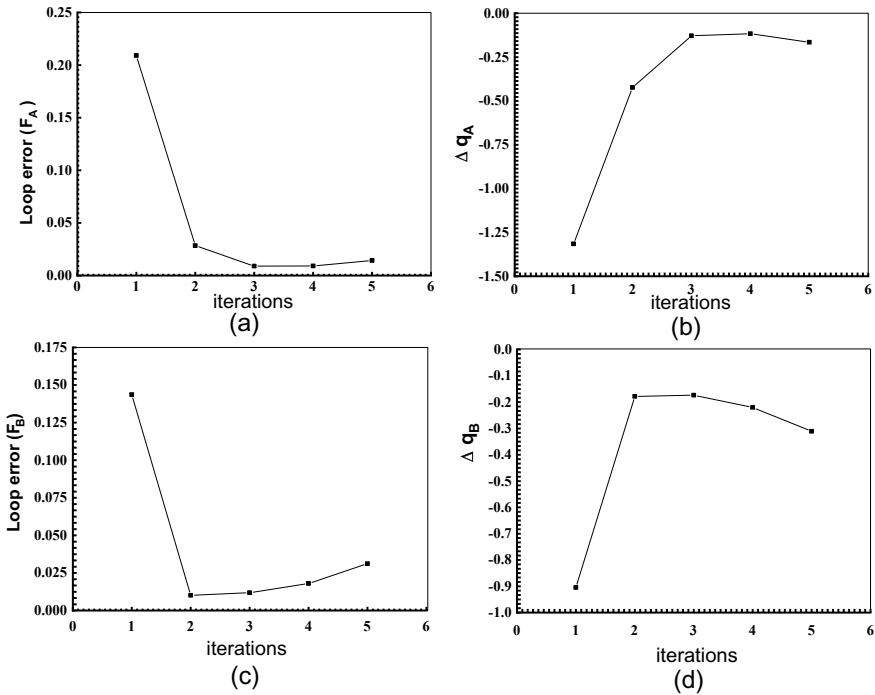 0.25
0.20
0.15
0.10
0.05
0.00
0 1 2 3 4 5 6
Loop error (F_A)
iterations
(a)
0.00
-0.25
-0.50
-0.75
-1.00
-1.25
-1.50
0 1 2 3 4 5 6
Δ q_A
iterations
(b)
0.175
0.150
0.125
0.100
0.075
0.050
0.025
0.000
0 1 2 3 4 5 6
Loop error (F_B)
iterations
(c)
0.0
-0.1
-0.2
-0.3
-0.4
-0.5
-0.6
-0.7
-0.8
-0.9
-1.0
0 1 2 3 4 5 6
Δ q_B
iterations
(d)